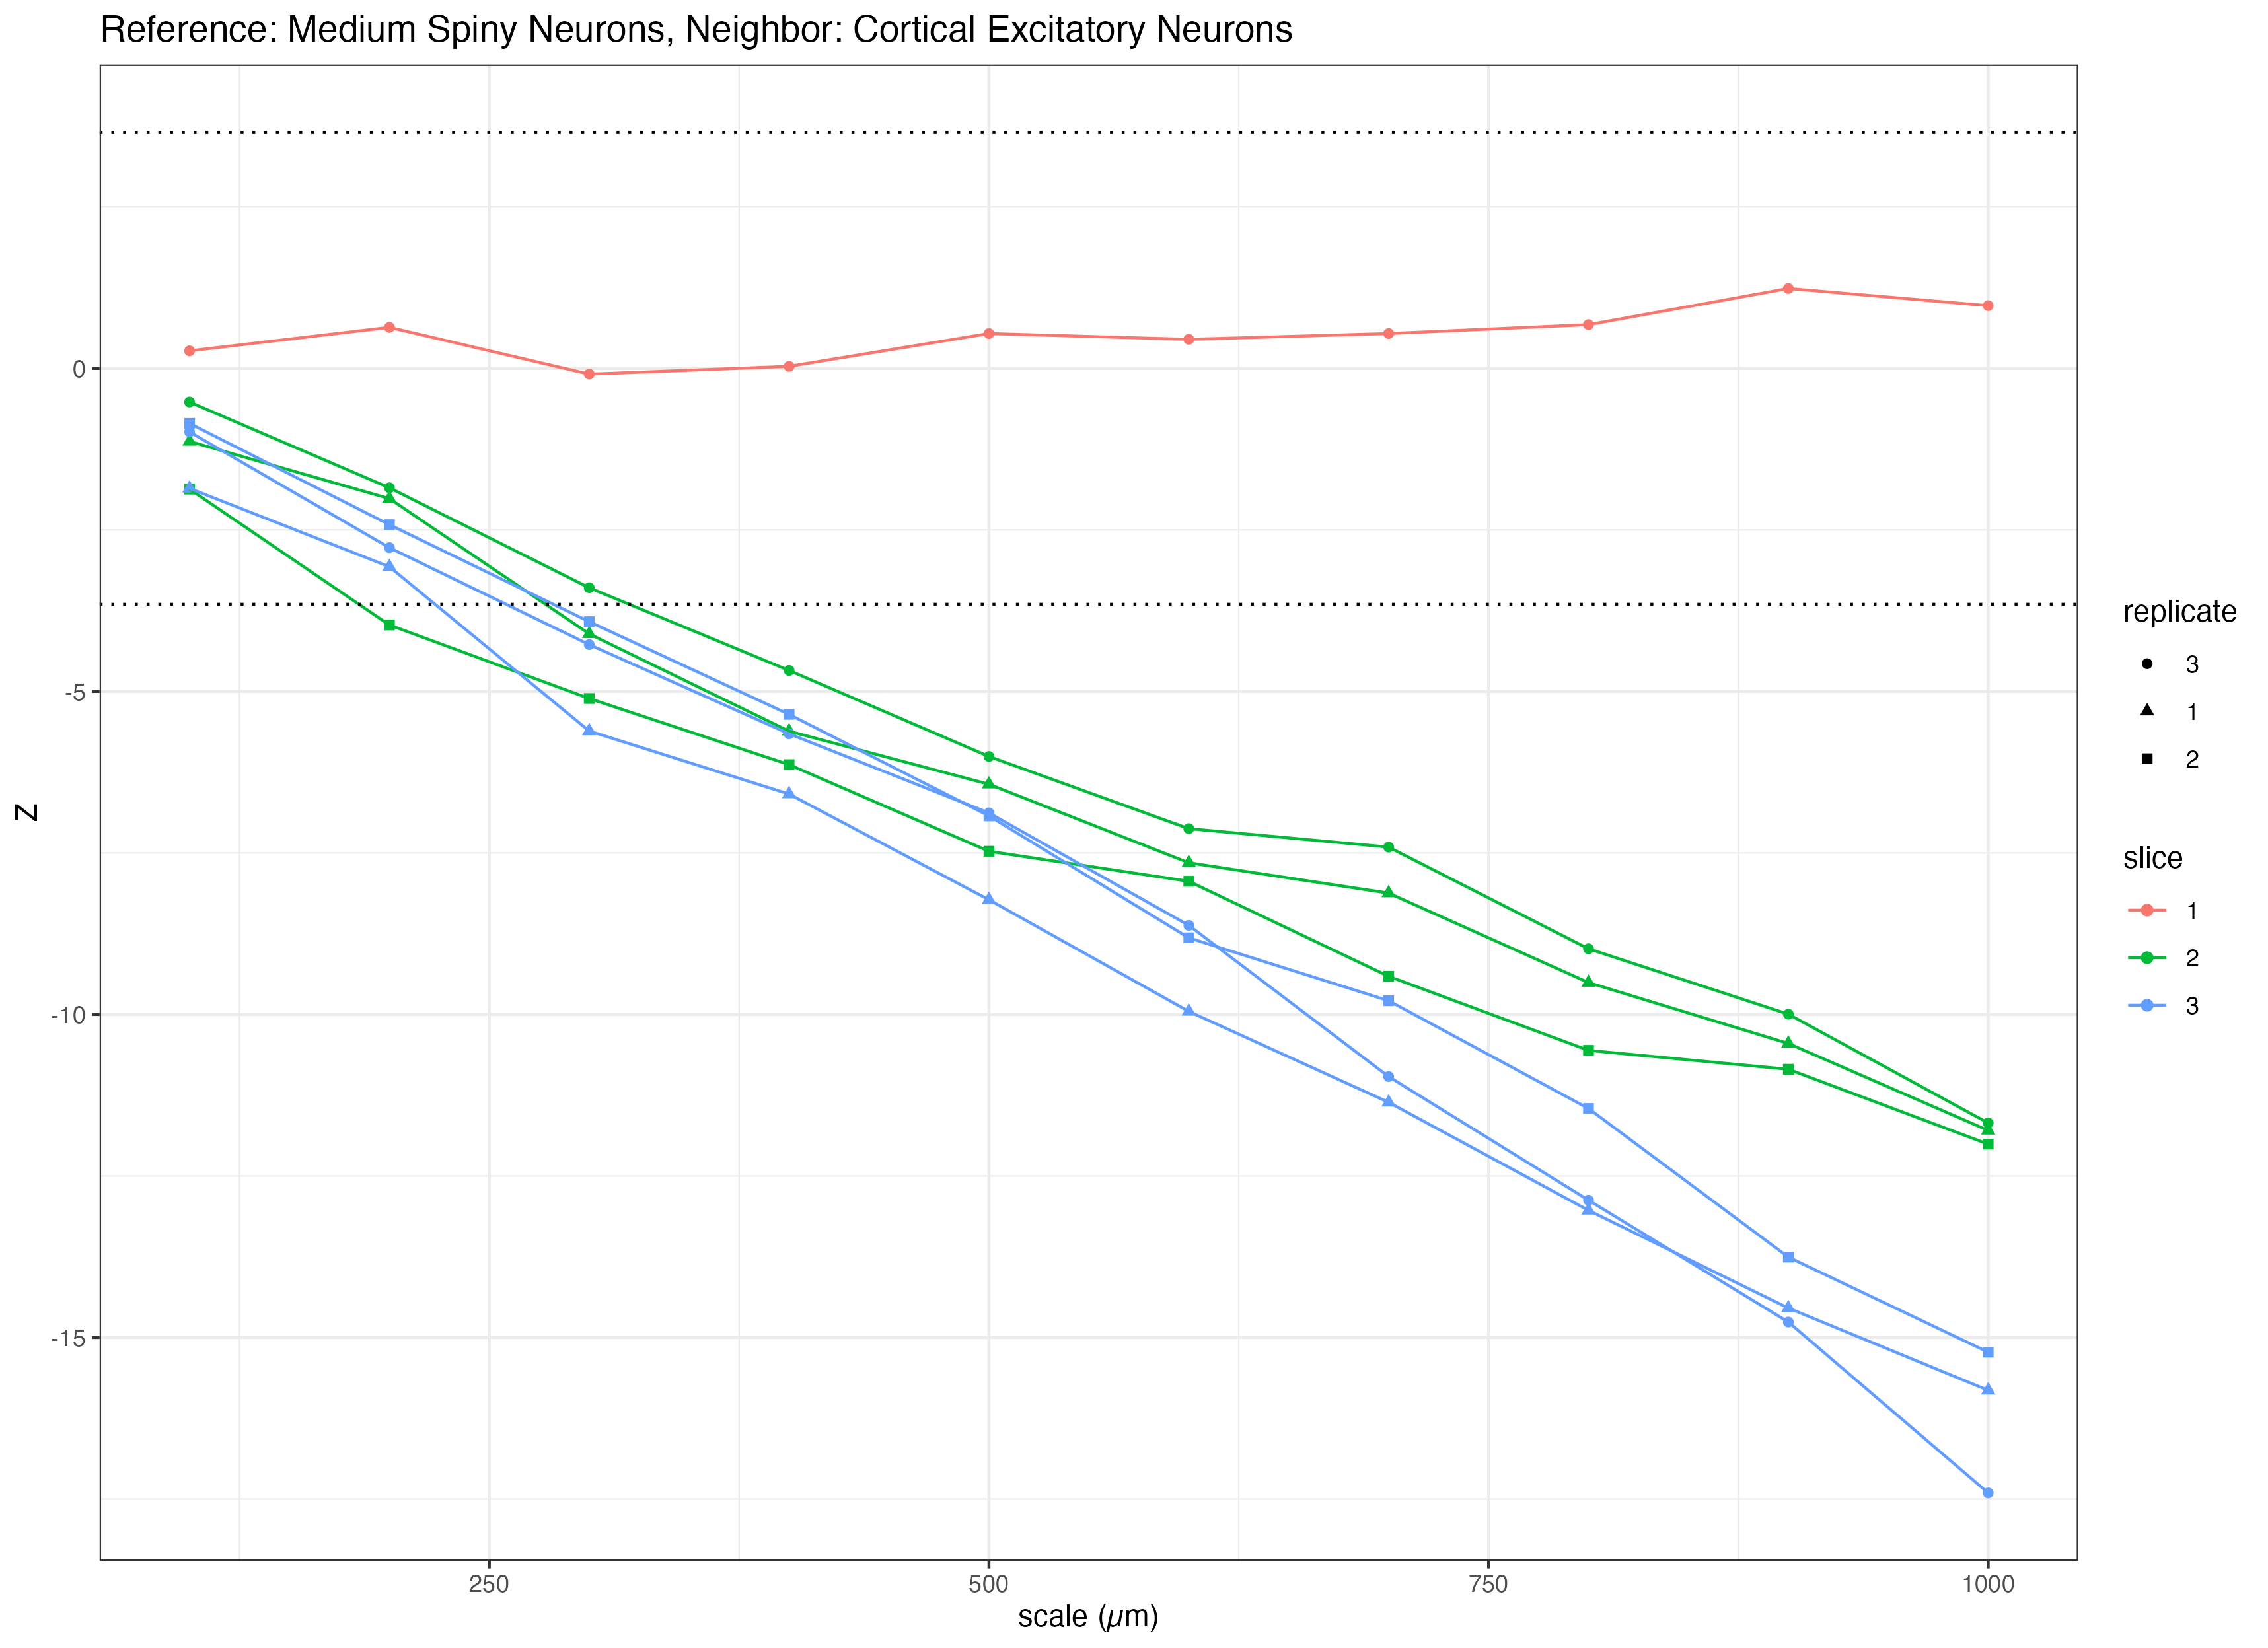 Reference: Medium Spiny Neurons, Neighbor: Cortical Excitatory Neurons
Z
0
-5
-10
-15
250
500
750
1000
scale (µm)
replicate
3
1
2
slice
1
2
3